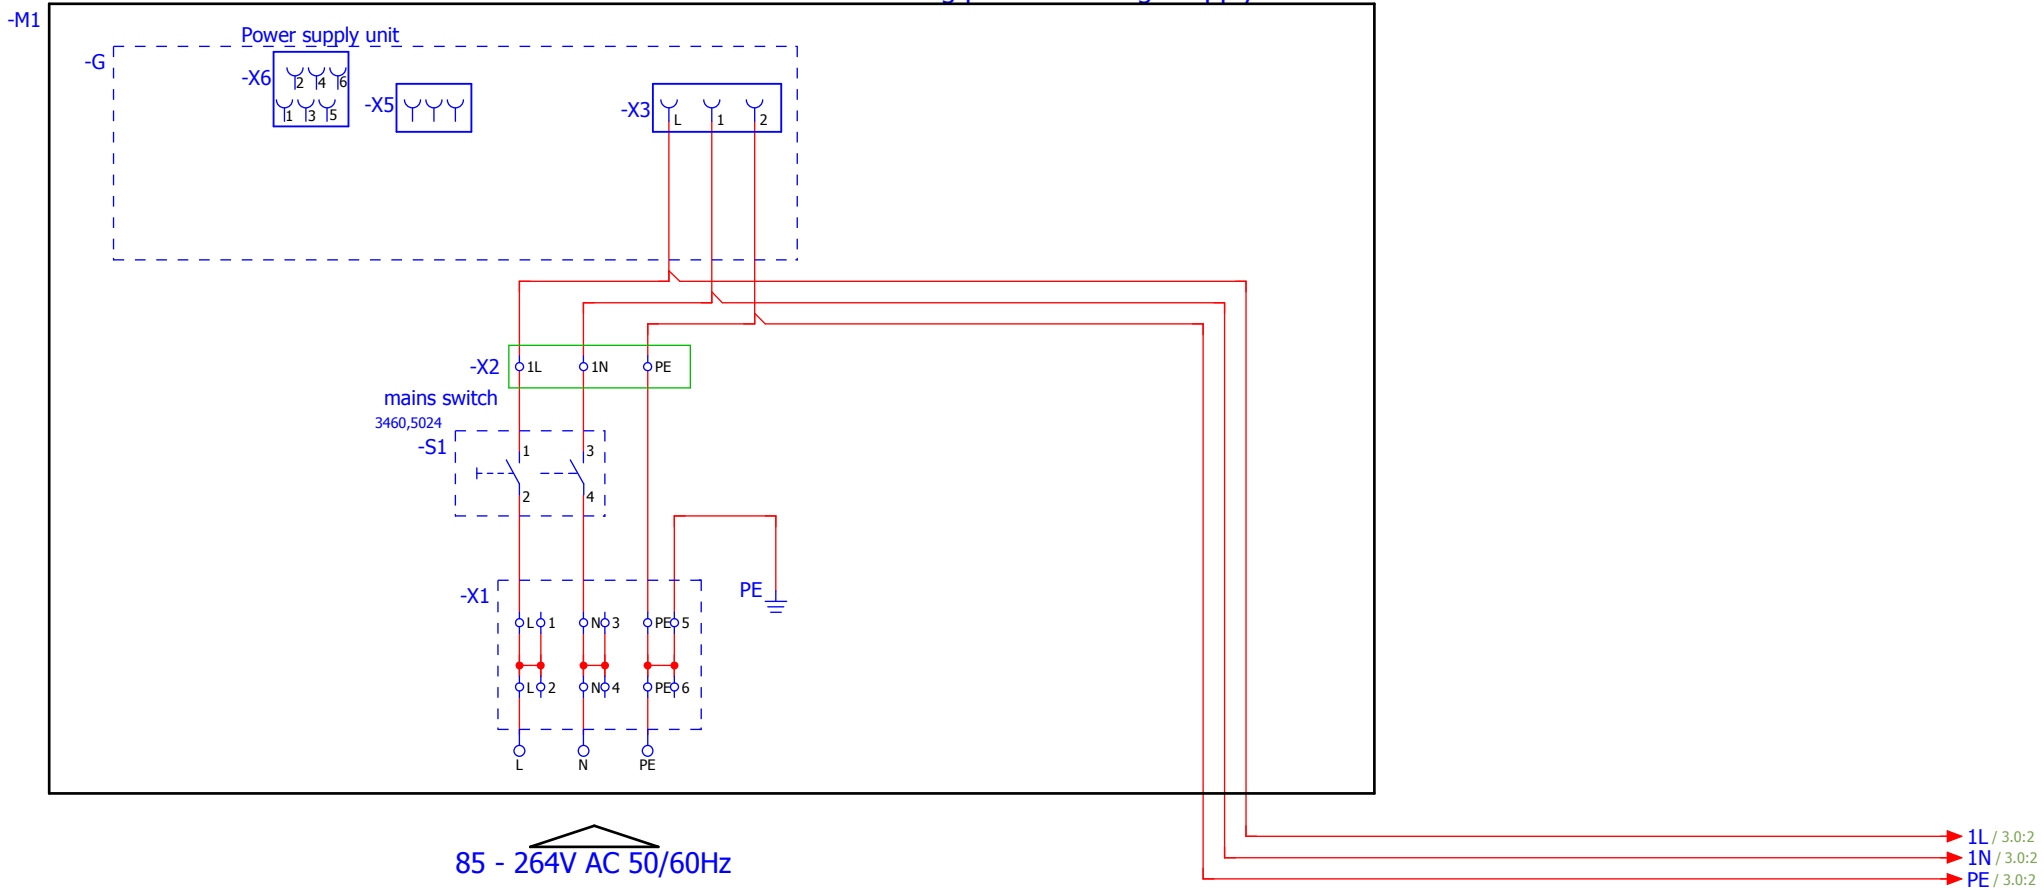 -M1
Power supply unit
-G
-X6
2 4 6
1 3 5
-X5
-X3
L 1 2
-X2
1L 1N PE
mains switch
3460,5024
-S1
1 3
2 4
-X1
PE
L 1 N 3 PE 5
L 2 N 4 PE 6
L N PE
85 - 264V AC 50/60Hz
1L / 3.0:2
1N / 3.0:2
PE / 3.0:2